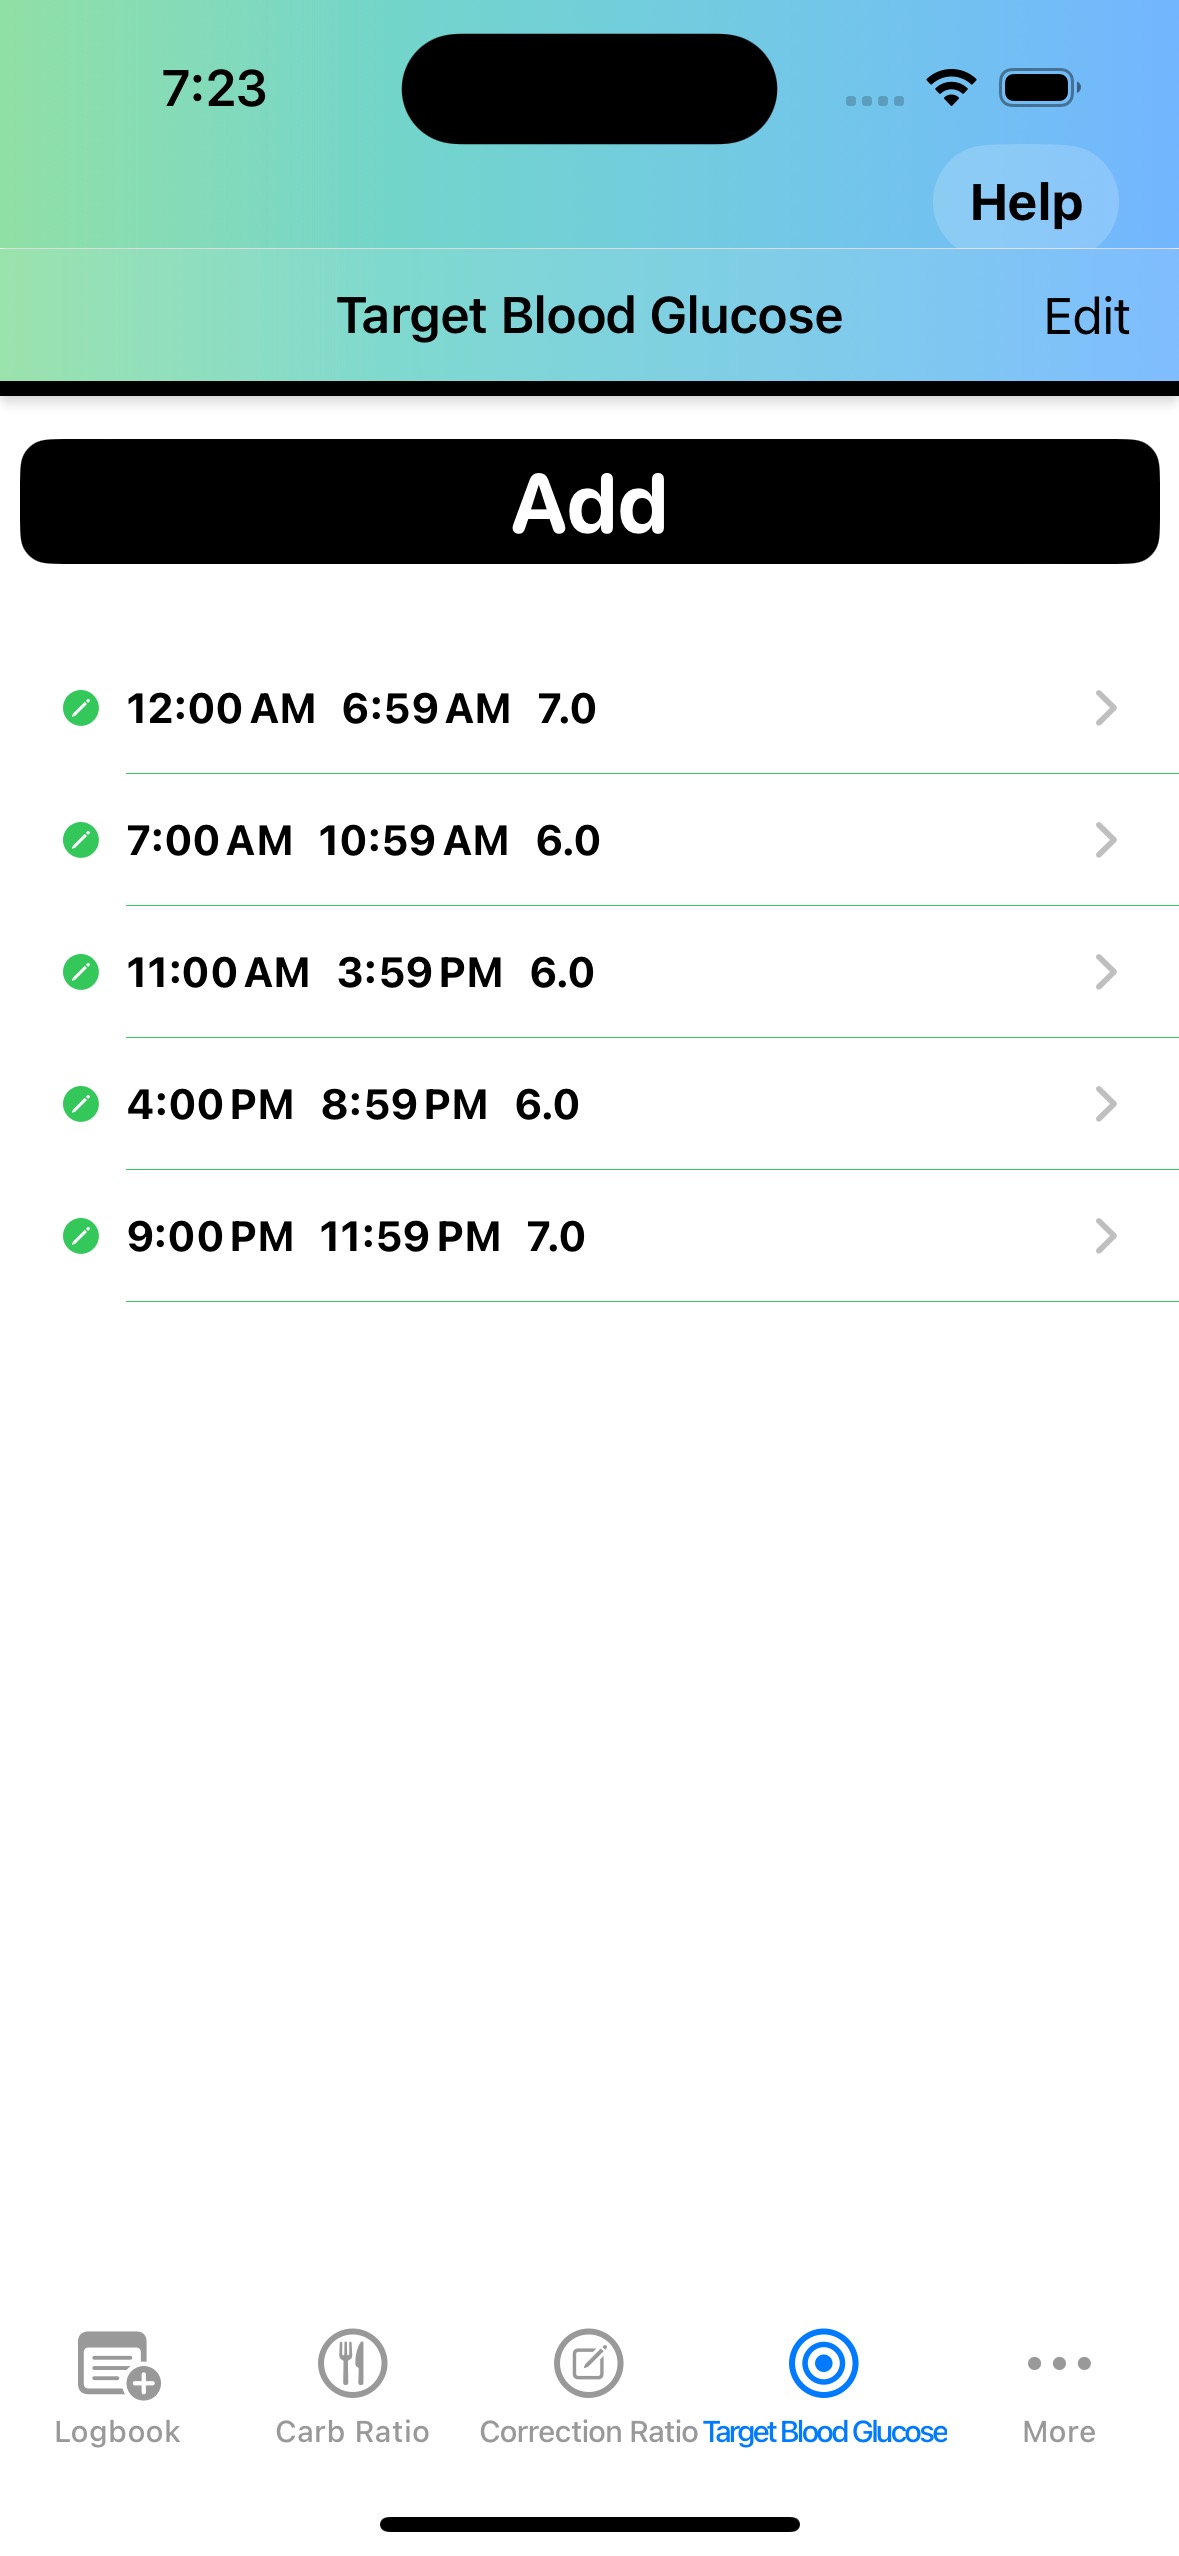 7:23
Help
Target Blood Glucose Edit
Add
12:00 AM 6:59 AM 7.0
7:00 AM 10:59 AM 6.0
11:00 AM 3:59 PM 6.0
4:00 PM 8:59 PM 6.0
9:00 PM 11:59 PM 7.0
Logbook Carb Ratio Correction Ratio Target Blood Glucose More